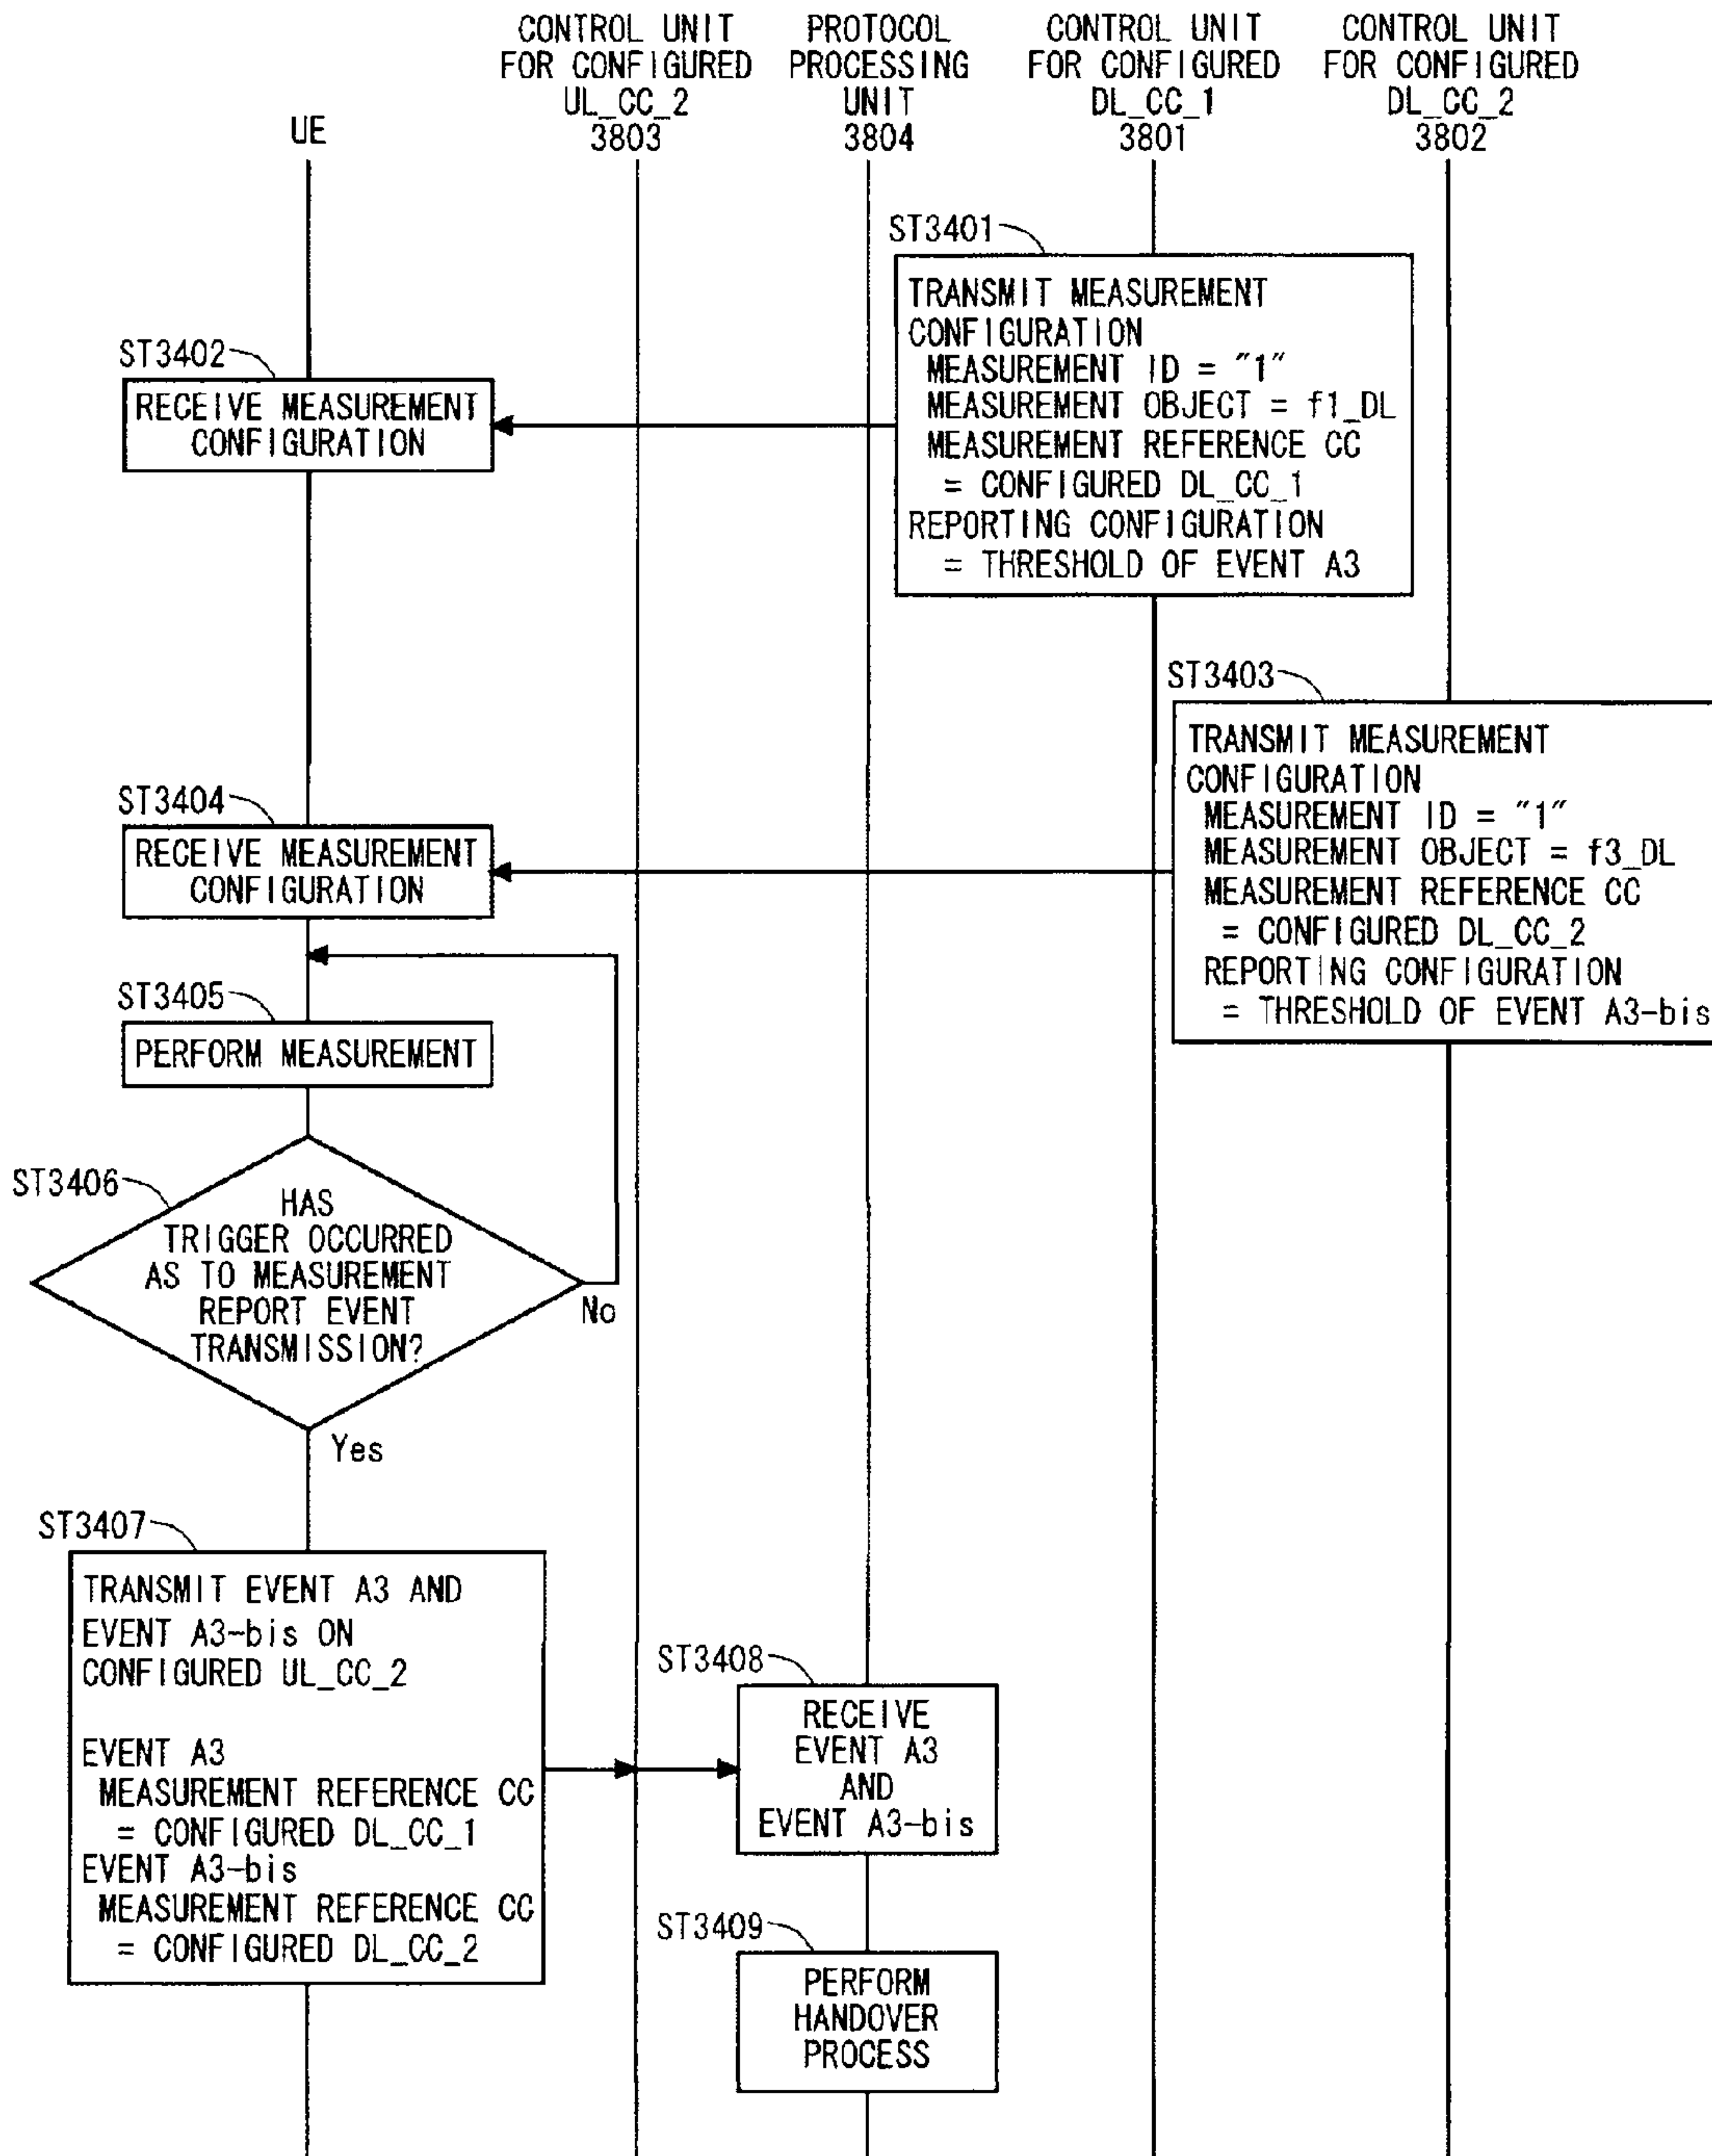 UE
CONTROL UNIT
FOR CONFIGURED
UL_CC_2
3803
PROTOCOL
PROCESSING
UNIT
3804
CONTROL UNIT
FOR CONFIGURED
DL_CC_1
3801
CONTROL UNIT
FOR CONFIGURED
DL_CC_2
3802
ST3401
TRANSMIT MEASUREMENT
CONFIGURATION
MEASUREMENT ID = "1"
MEASUREMENT OBJECT = f1_DL
MEASUREMENT REFERENCE CC
= CONFIGURED DL_CC_1
REPORTING CONFIGURATION
= THRESHOLD OF EVENT A3
ST3402
RECEIVE MEASUREMENT
CONFIGURATION
ST3403
TRANSMIT MEASUREMENT
CONFIGURATION
MEASUREMENT ID = "1"
MEASUREMENT OBJECT = f3_DL
MEASUREMENT REFERENCE CC
= CONFIGURED DL_CC_2
REPORTING CONFIGURATION
= THRESHOLD OF EVENT A3-bis
ST3404
RECEIVE MEASUREMENT
CONFIGURATION
ST3405
PERFORM MEASUREMENT
ST3406
HAS
TRIGGER OCCURRED
AS TO MEASUREMENT
REPORT EVENT
TRANSMISSION?
No
Yes
ST3407
TRANSMIT EVENT A3 AND
EVENT A3-bis ON
CONFIGURED UL_CC_2
EVENT A3
MEASUREMENT REFERENCE CC
= CONFIGURED DL_CC_1
EVENT A3-bis
MEASUREMENT REFERENCE CC
= CONFIGURED DL_CC_2
ST3408
RECEIVE
EVENT A3
AND
EVENT A3-bis
ST3409
PERFORM
HANDOVER
PROCESS